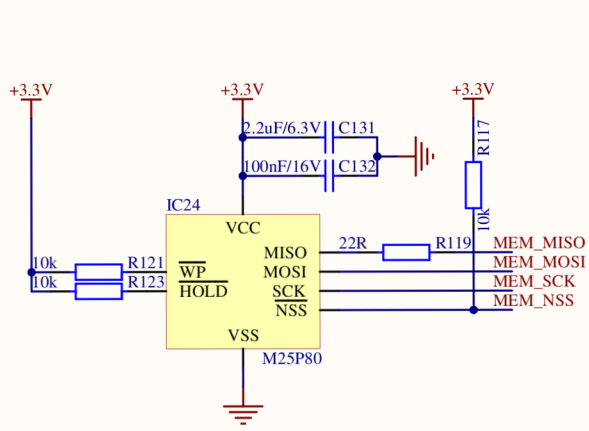 +3.3V
+3.3V
+3.3V
2.2uF/6.3V C131
R117
100nF/16V C132
IC24
10k
VCC
22R R119 MEM_MISO
MISO
10k R121 WP MOSI MEM_MOSI
10k R123 HOLD SCK MEM_SCK
NSS MEM_NSS
VSS
M25P80